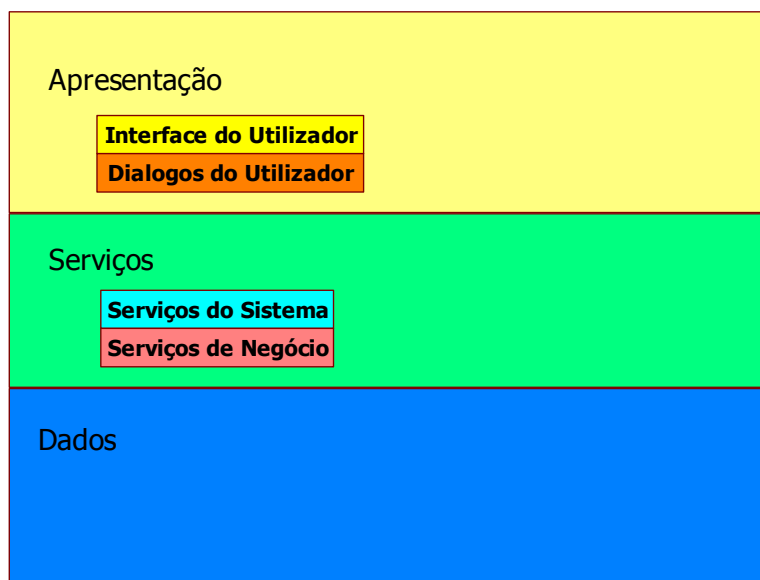 Apresentação
Interface do Utilizador
Dialogos do Utilizador
Serviços
Serviços do Sistema
Serviços de Negócio
Dados